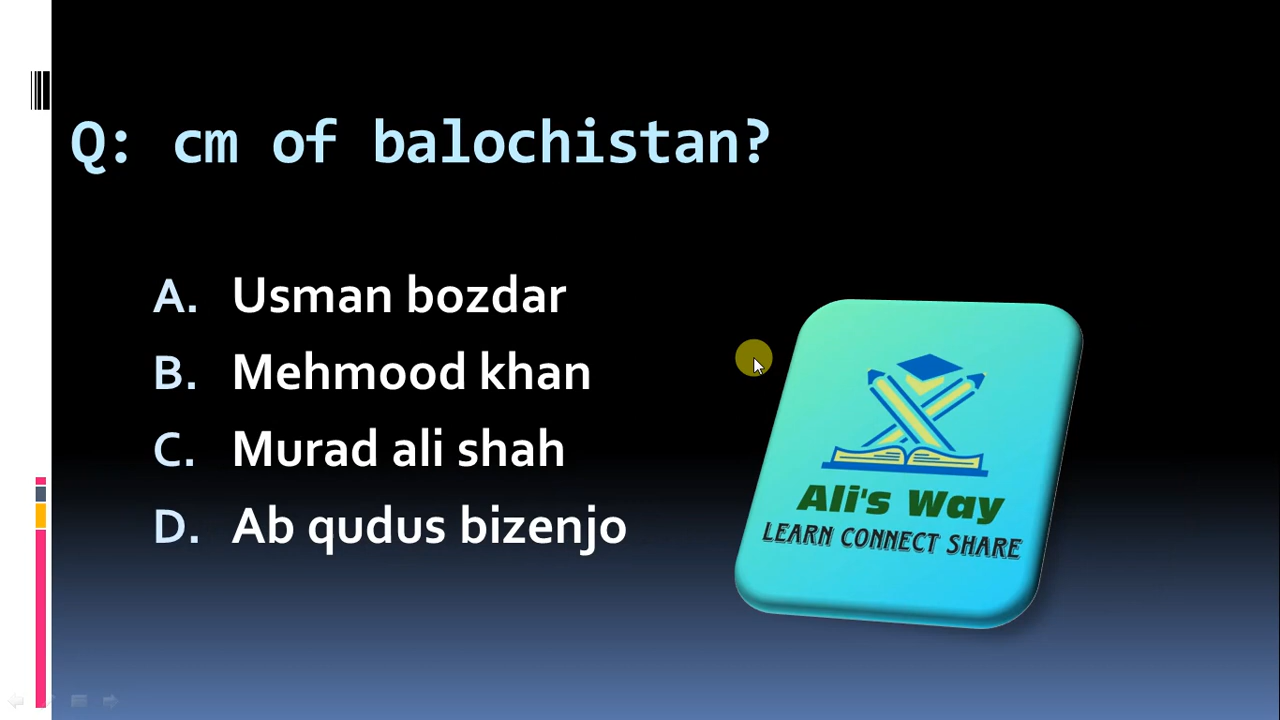 Q: cm of balochistan?
A. Usman bozdar
B. Mehmood khan
C. Murad ali shah
D. Ab qudus bizenjo
Ali's Way
LEARN CONNECT SHARE